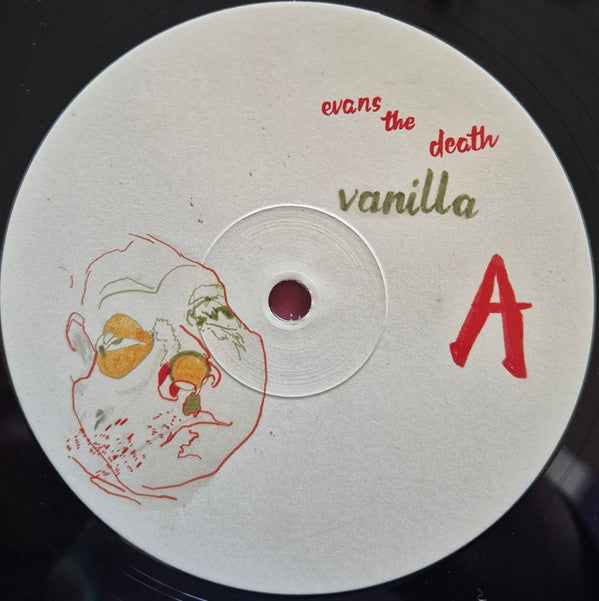 evans the death
vanilla
A